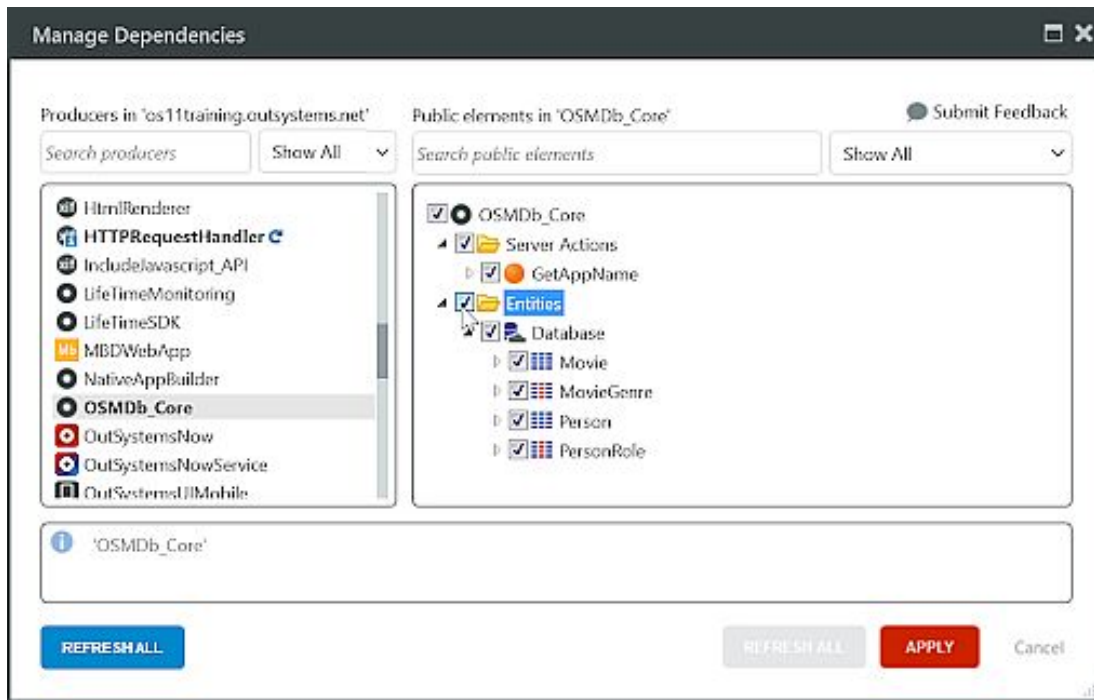 Manage Dependencies
Producers in 'os11training.outsystems.net'
Search producers
Show All
Public elements in 'OSMDb_Core'
Submit Feedback
Search public elements
Show All
HtmlRenderer
HTTPRequestHandler
IncludeJavascript_API
LifeTimeMonitoring
LifeTimeSDK
Mb MBDWebApp
NativeAppBuilder
OSMDb_Core
OutSystemsNow
OutSystemsNowService
OutSystemsUIMobile
OSMDb_Core
Server Actions
GetAppName
Entities
Database
Movie
MovieGenre
Person
PersonRole
'OSMDb_Core'
REFRESH ALL
REFRESH ALL
APPLY
Cancel